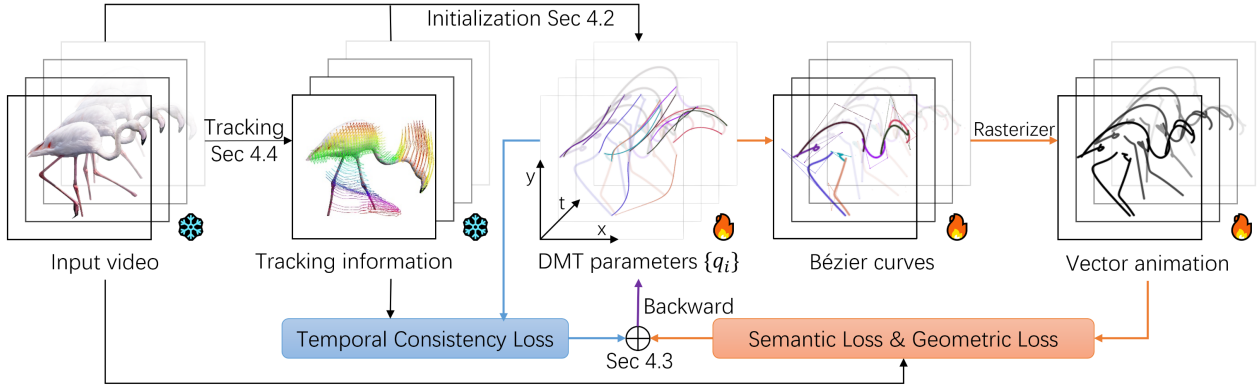 Initialization Sec 4.2
Tracking
Sec 4.4
Rasterizer
y
t
x
Input video
Tracking information
DMT parameters {qᵢ}
Bézier curves
Vector animation
Backward
Temporal Consistency Loss
Semantic Loss & Geometric Loss
Sec 4.3